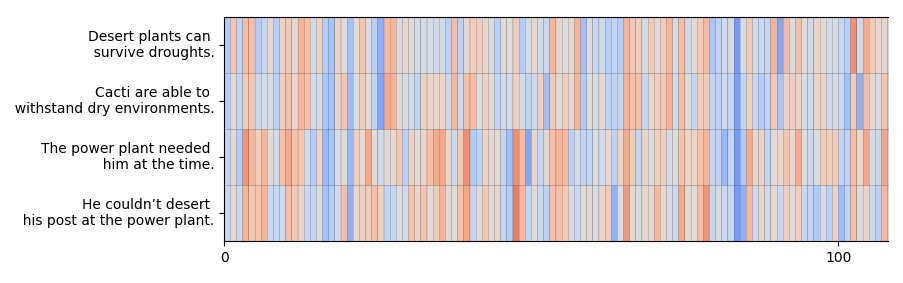 Desert plants can
survive droughts.
Cacti are able to
withstand dry environments.
The power plant needed
him at the time.
He couldn’t desert
his post at the power plant.
0 100